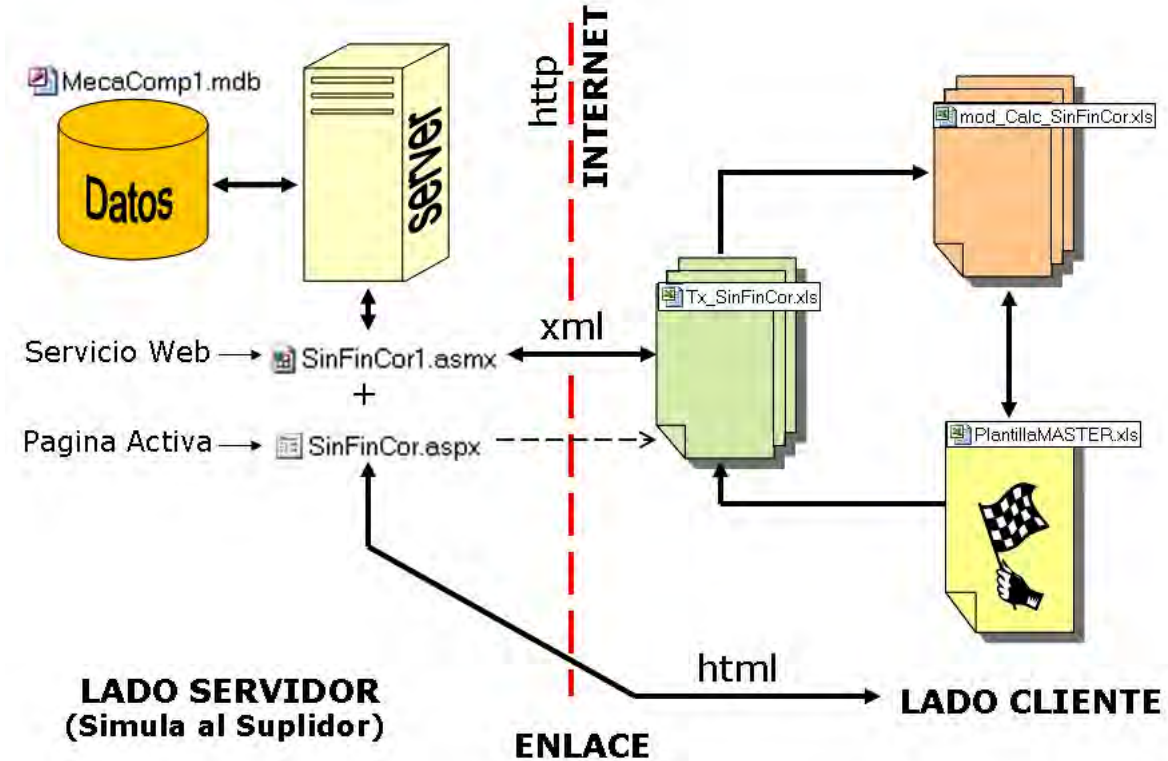 MecaComp1.mdb
Datos
server
http
INTERNET
mod_Calc_SinFinCor.xls
Tx_SinFinCor.xls
xml
Servicio Web
SinFinCor1.asmx
+
Pagina Activa
SinFinCor.aspx
PlantillaMASTER.xls
html
LADO SERVIDOR
(Simula al Suplidor)
LADO CLIENTE
ENLACE